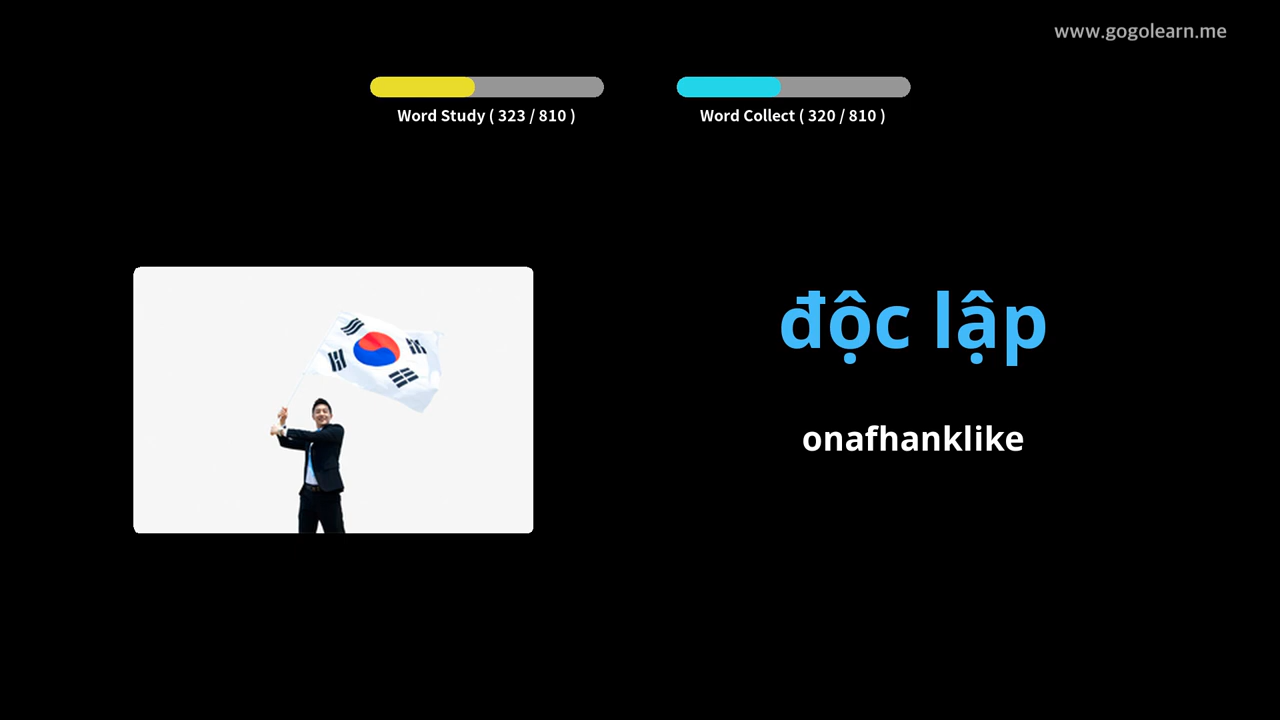 www.gogolearn.me
Word Study ( 323 / 810 )
Word Collect ( 320 / 810 )
độc lập
onafhanklike